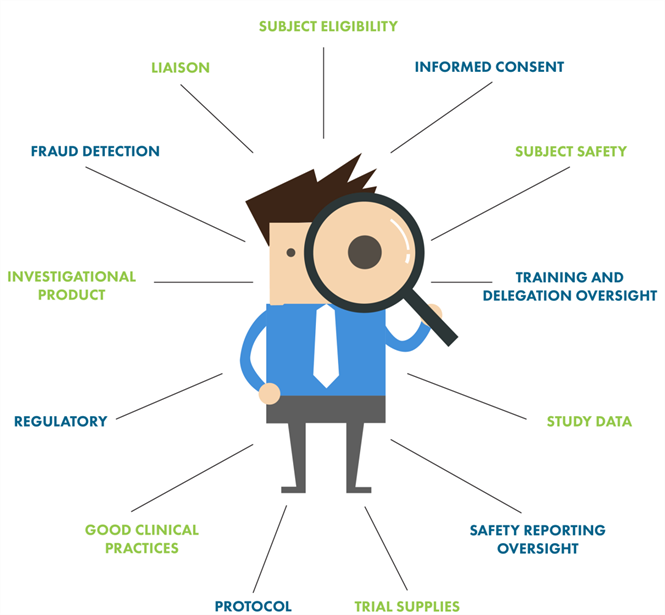 SUBJECT ELIGIBILITY
LIAISON
INFORMED CONSENT
FRAUD DETECTION
SUBJECT SAFETY
INVESTIGATIONAL
PRODUCT
TRAINING AND
DELEGATION OVERSIGHT
REGULATORY
STUDY DATA
GOOD CLINICAL
PRACTICES
SAFETY REPORTING
OVERSIGHT
PROTOCOL
TRIAL SUPPLIES